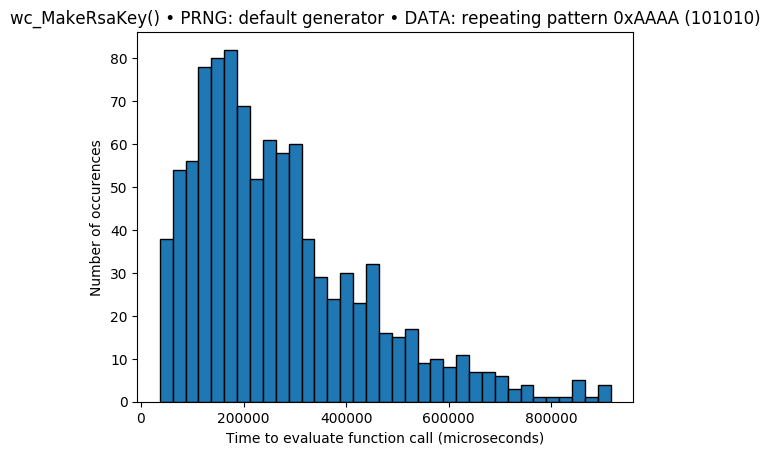 wc_MakeRsaKey() • PRNG: default generator • DATA: repeating pattern 0xAAAA (101010)
80
70
60
50
40
30
20
10
0
Number of occurences
0 200000 400000 600000 800000
Time to evaluate function call (microseconds)